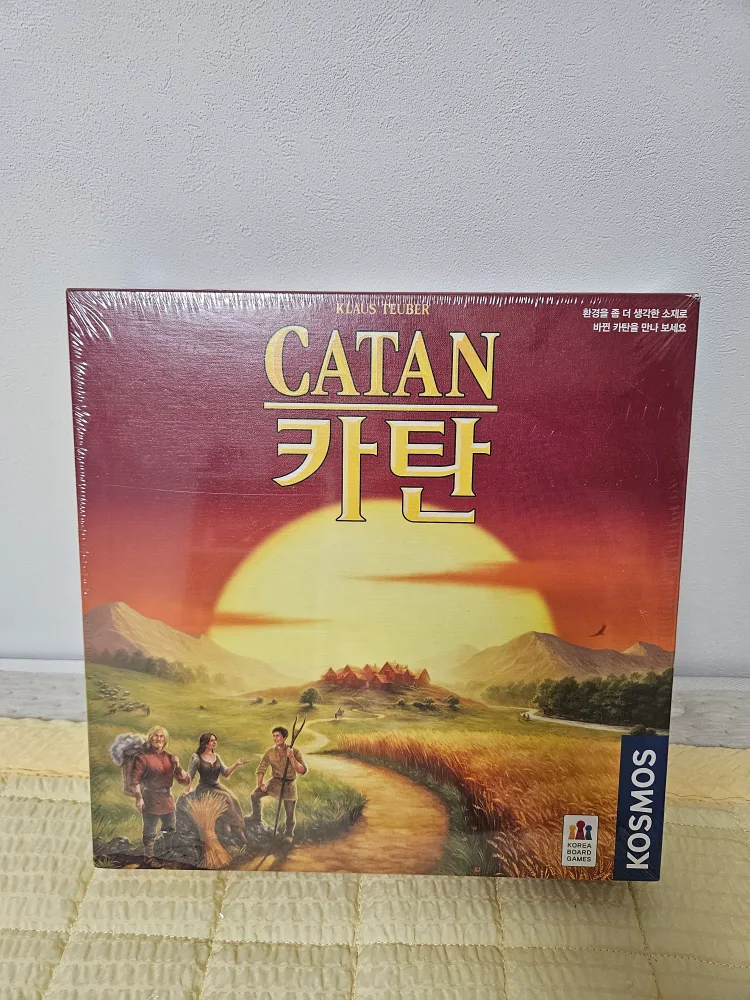 KLAUS TEUBER
환경을 좀 더 생각한 소재로
바뀐 카탄을 만나 보세요
CATAN
카탄
KOREA
BOARD
GAMES
KOSMOS